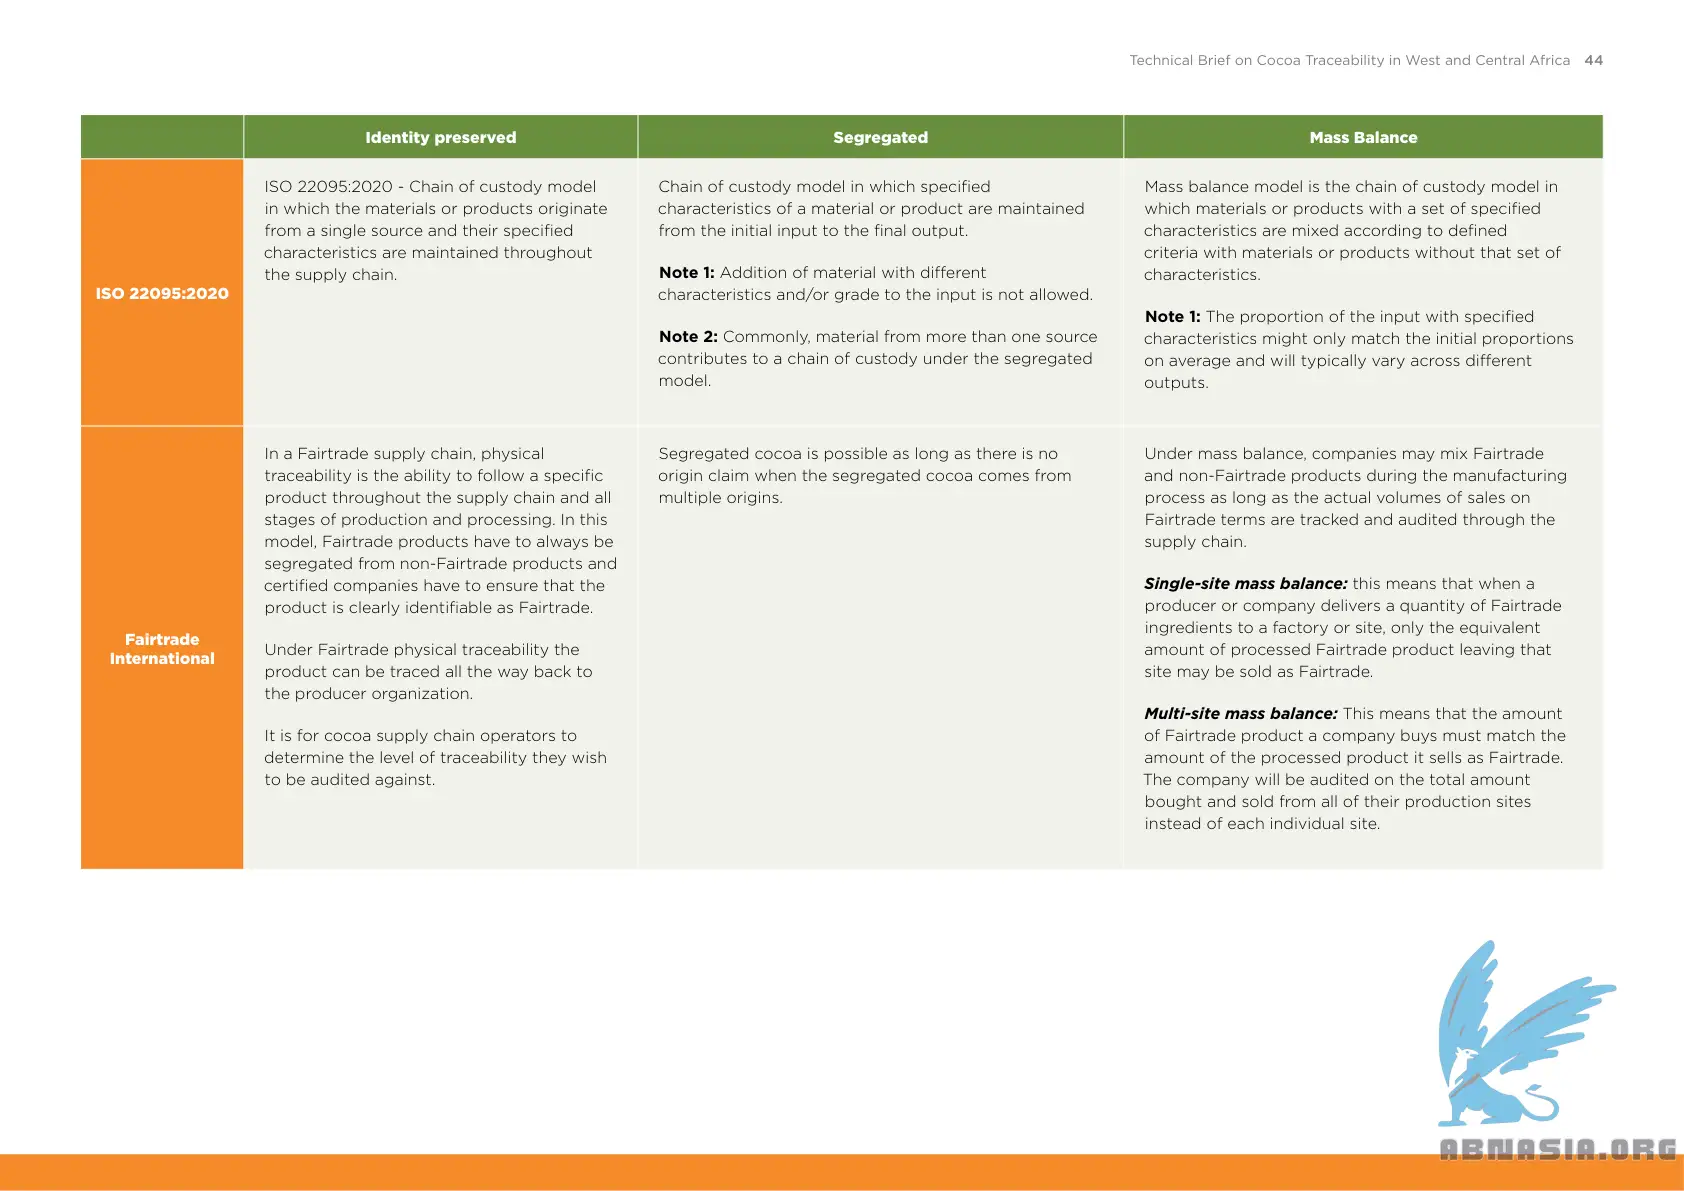 Technical Brief on Cocoa Traceability in West and Central Africa 44
Identity preserved
Segregated
Mass Balance
ISO 22095:2020
ISO 22095:2020 - Chain of custody model
in which the materials or products originate
from a single source and their specified
characteristics are maintained throughout
the supply chain.
Chain of custody model in which specified
characteristics of a material or product are maintained
from the initial input to the final output.
Note 1: Addition of material with different
characteristics and/or grade to the input is not allowed.
Note 2: Commonly, material from more than one source
contributes to a chain of custody under the segregated
model.
Mass balance model is the chain of custody model in
which materials or products with a set of specified
characteristics are mixed according to defined
criteria with materials or products without that set of
characteristics.
Note 1: The proportion of the input with specified
characteristics might only match the initial proportions
on average and will typically vary across different
outputs.
Fairtrade
International
In a Fairtrade supply chain, physical
traceability is the ability to follow a specific
product throughout the supply chain and all
stages of production and processing. In this
model, Fairtrade products have to always be
segregated from non-Fairtrade products and
certified companies have to ensure that the
product is clearly identifiable as Fairtrade.
Under Fairtrade physical traceability the
product can be traced all the way back to
the producer organization.
It is for cocoa supply chain operators to
determine the level of traceability they wish
to be audited against.
Segregated cocoa is possible as long as there is no
origin claim when the segregated cocoa comes from
multiple origins.
Under mass balance, companies may mix Fairtrade
and non-Fairtrade products during the manufacturing
process as long as the actual volumes of sales on
Fairtrade terms are tracked and audited through the
supply chain.
Single-site mass balance: this means that when a
producer or company delivers a quantity of Fairtrade
ingredients to a factory or site, only the equivalent
amount of processed Fairtrade product leaving that
site may be sold as Fairtrade.
Multi-site mass balance: This means that the amount
of Fairtrade product a company buys must match the
amount of the processed product it sells as Fairtrade.
The company will be audited on the total amount
bought and sold from all of their production sites
instead of each individual site.
ABNASIA.ORG